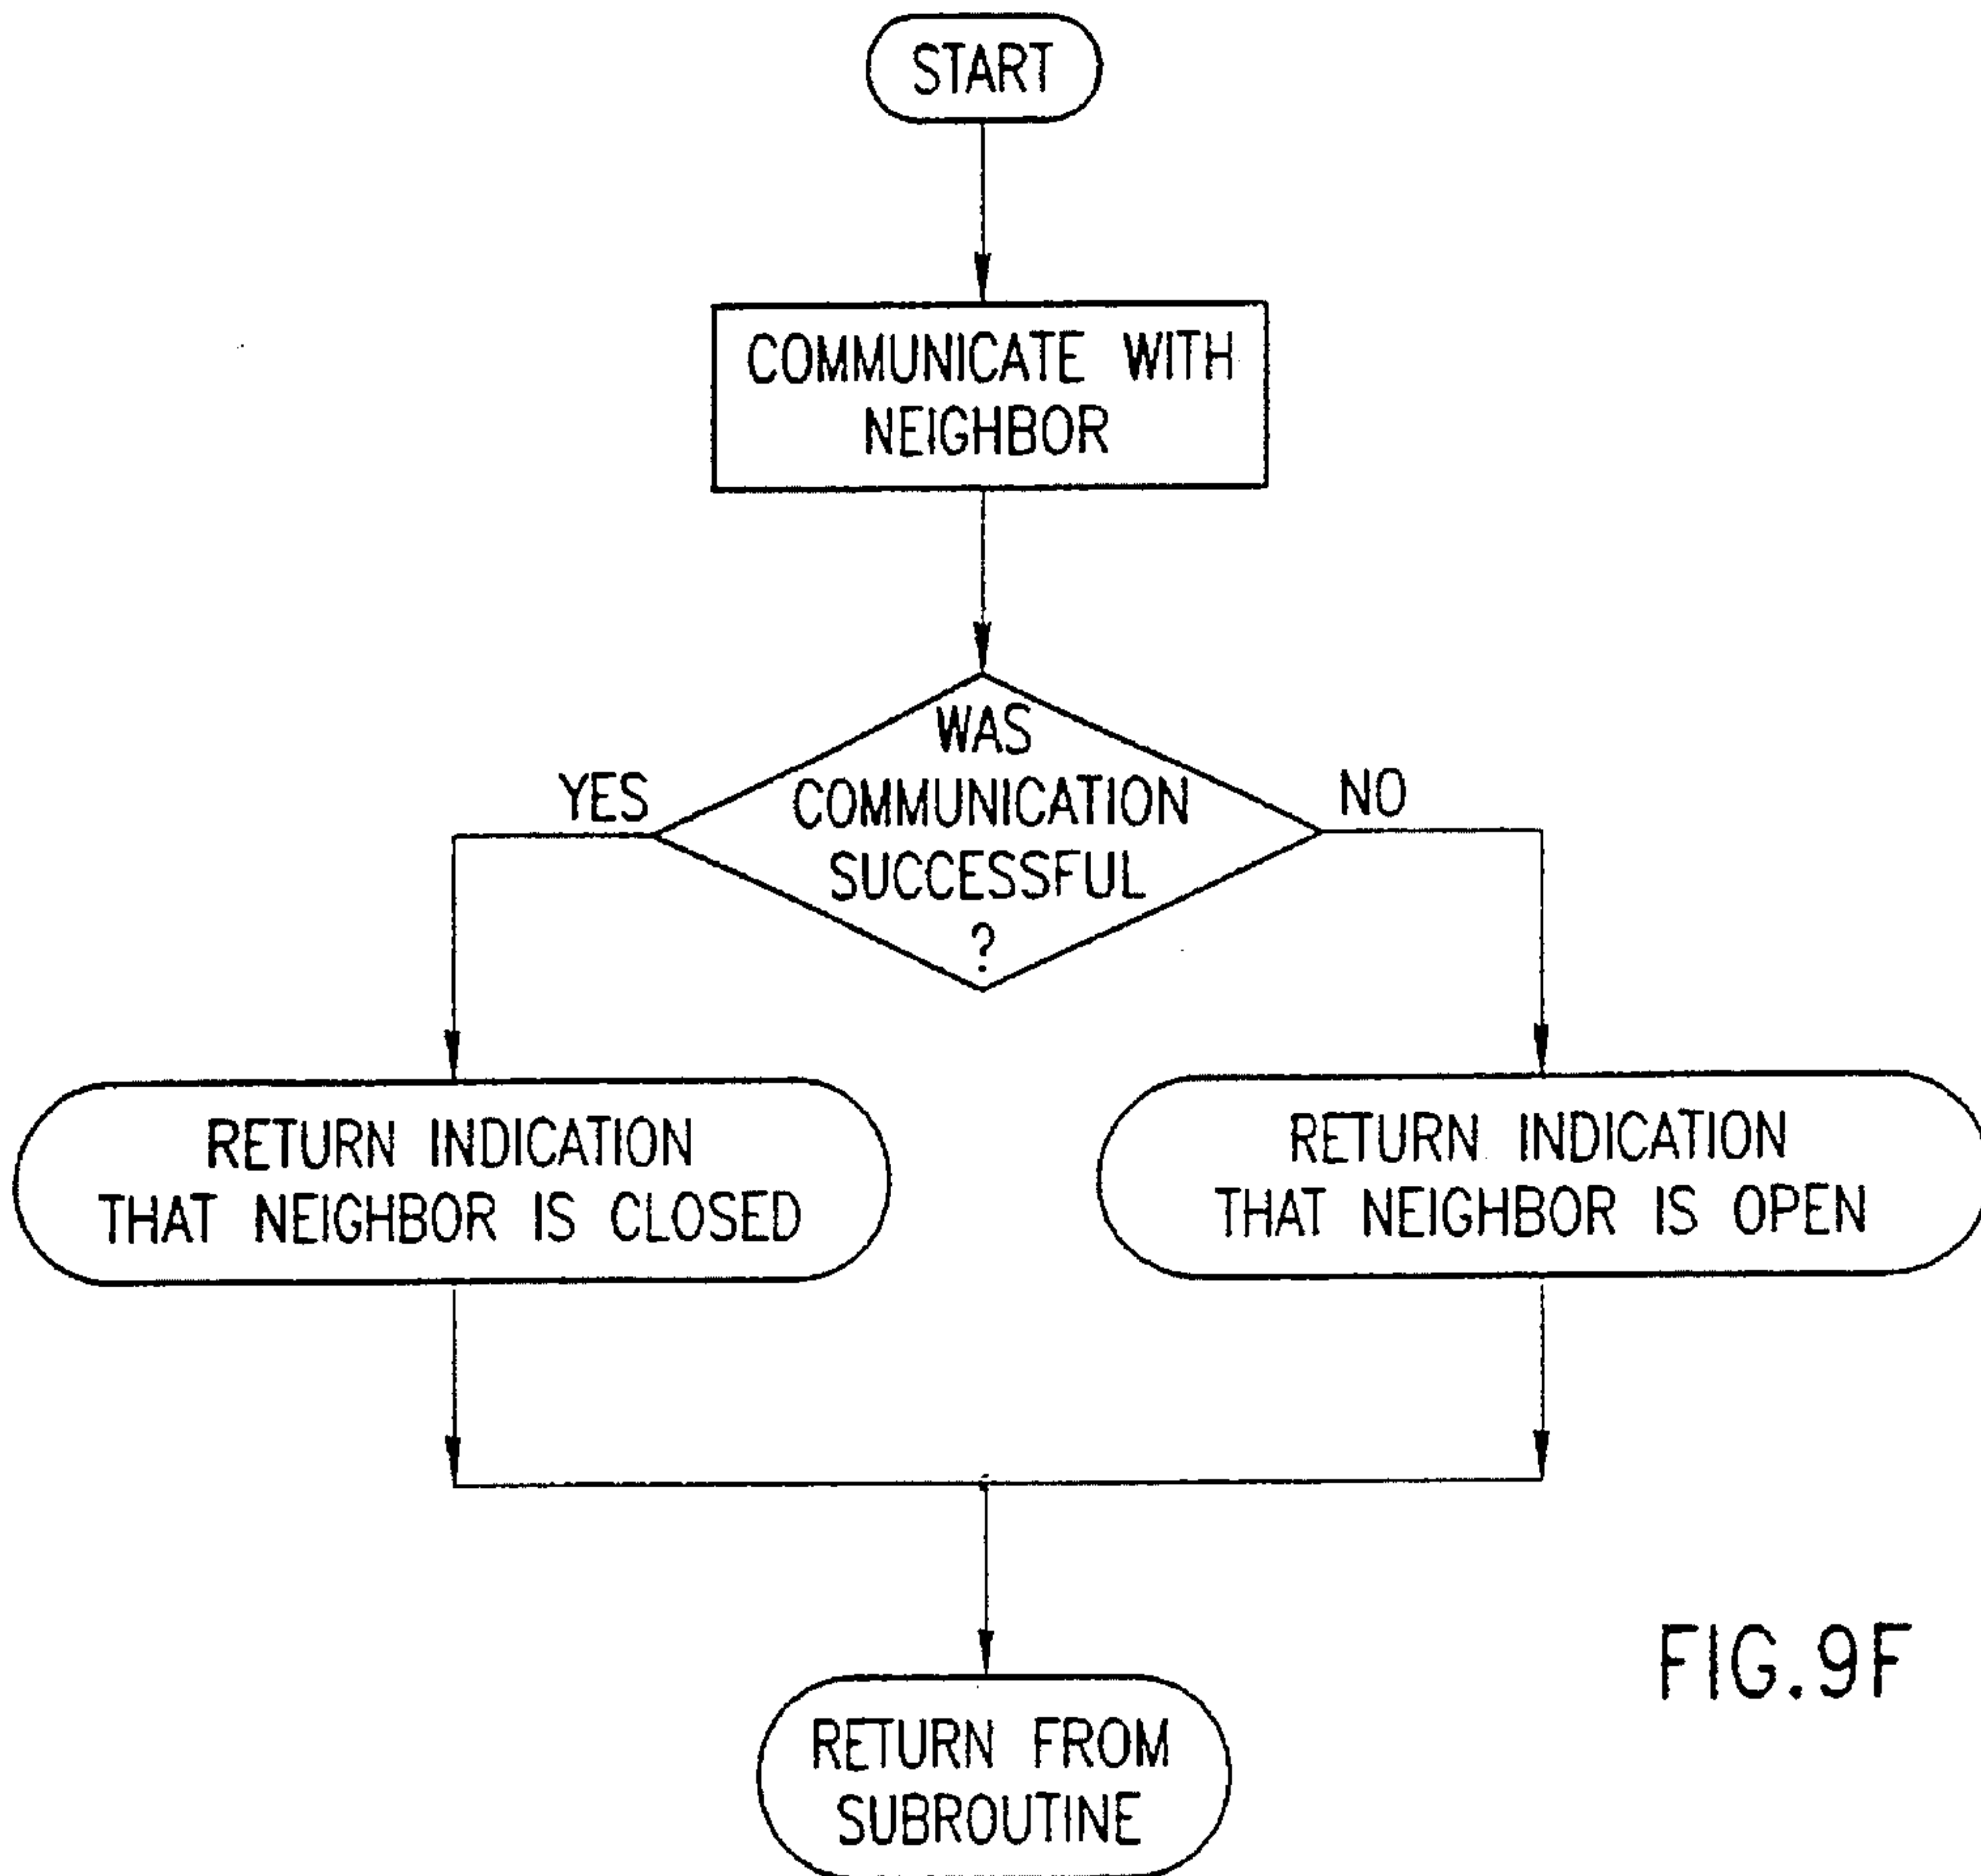 START
COMMUNICATE WITH
NEIGHBOR
WAS
COMMUNICATION
SUCCESSFUL
?
YES
NO
RETURN INDICATION
THAT NEIGHBOR IS CLOSED
RETURN INDICATION
THAT NEIGHBOR IS OPEN
RETURN FROM
SUBROUTINE
FIG.9F